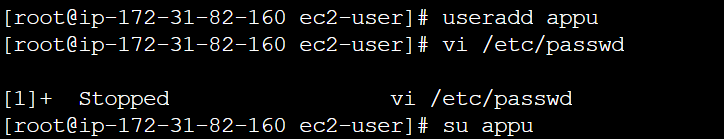 [root@ip-172-31-82-160 ec2-user]# useradd appu
[root@ip-172-31-82-160 ec2-user]# vi /etc/passwd
[1]+  Stopped                 vi /etc/passwd
[root@ip-172-31-82-160 ec2-user]# su appu